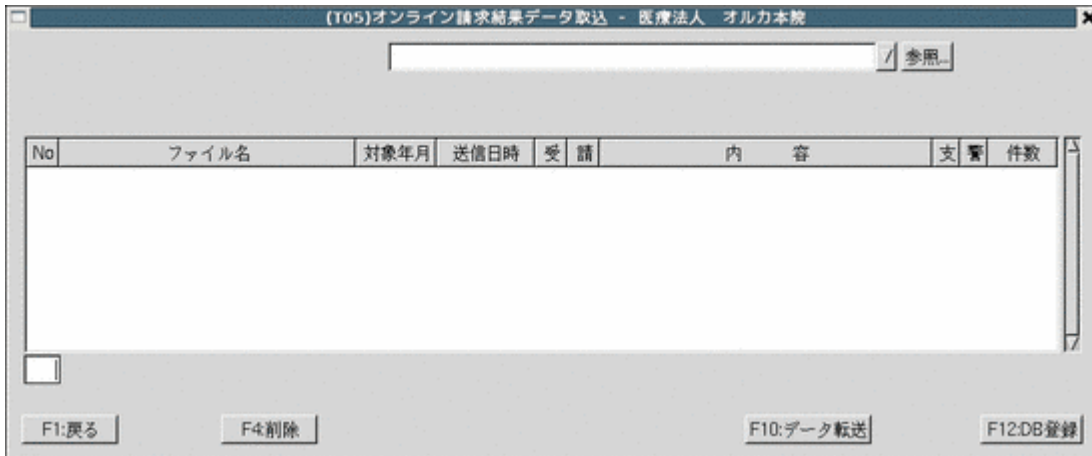 (T05)オンライン請求結果データ取込 - 医療法人　オルカ本院
参照...
No ファイル名 対象年月 送信日時 受 請 内　容 支 警 件数
F1:戻る F4:削除 F10:データ転送 F12:DB登録